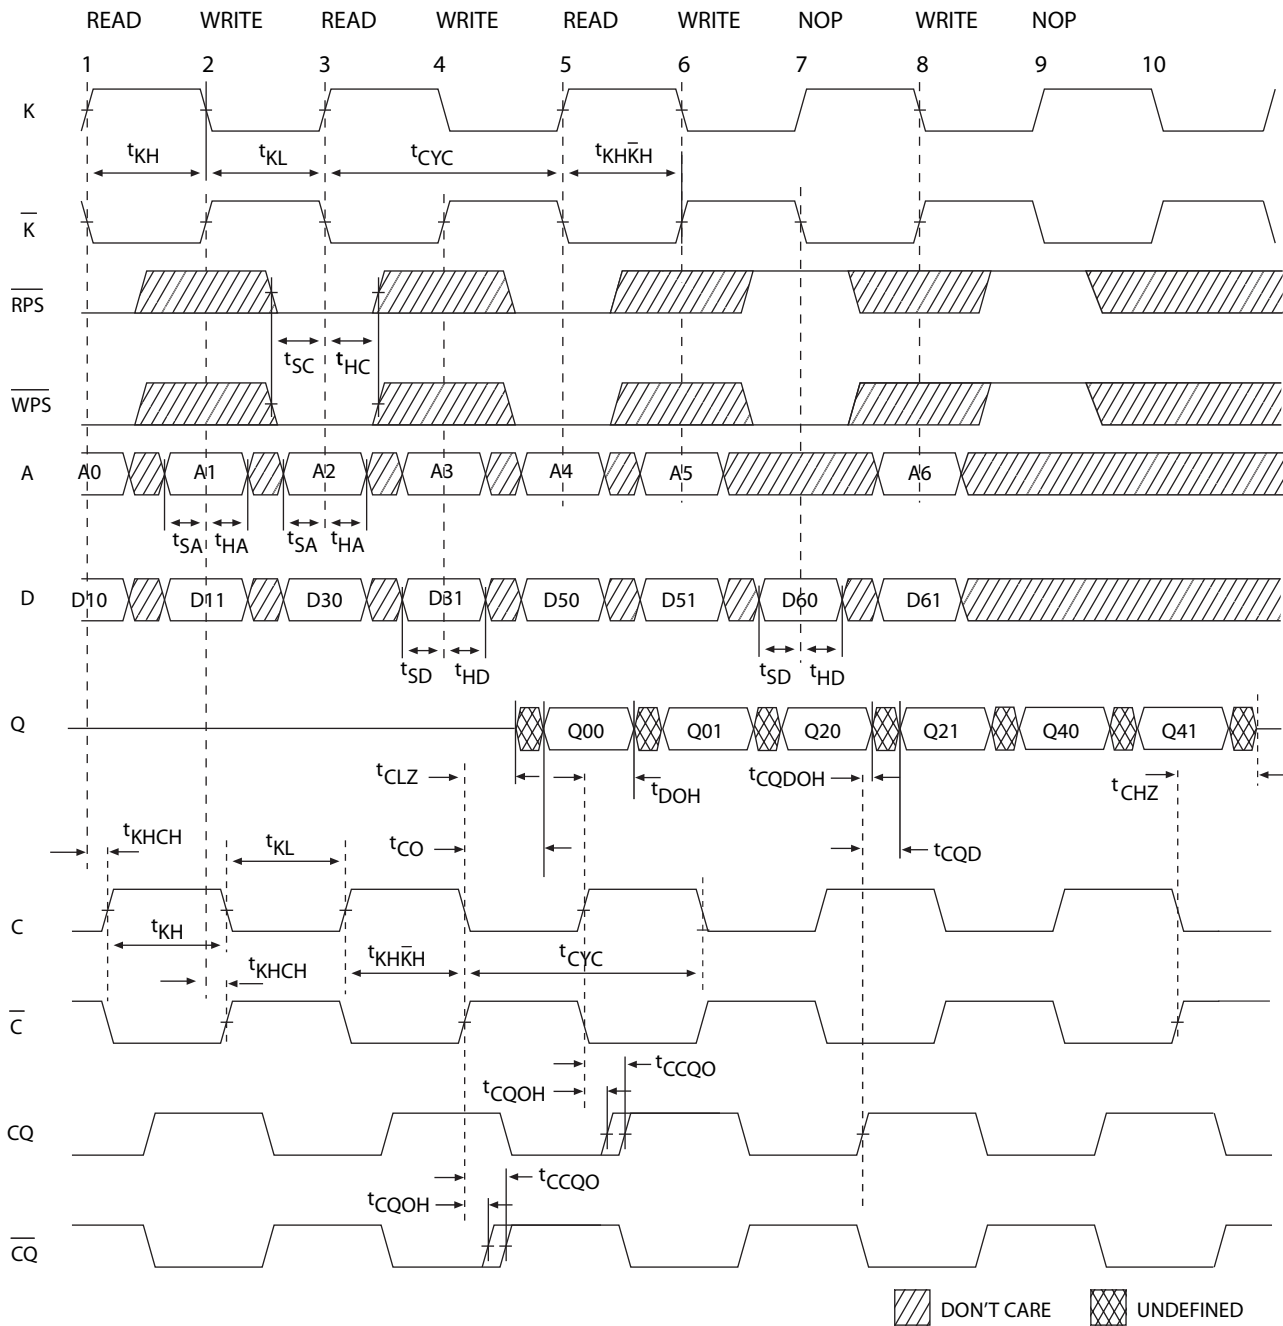 READ WRITE READ WRITE READ WRITE NOP WRITE NOP
1 2 3 4 5 6 7 8 9 10
K
tKH tKL tCYC tKHK̅H
K̅
R̅P̅S̅
tSC tHC
W̅P̅S̅
A A0 A1 A2 A3 A4 A5 A6
tSA tHA tSA tHA
D D10 D11 D30 D31 D50 D51 D60 D61
tSD tHD tSD tHD
Q Q00 Q01 Q20 Q21 Q40 Q41
tCLZ tDOH tCQDOH tCHZ
tKHCH tKL tCO tCQD
C
tKH tKHK̅H tCYC
tKHCH
C̅
tCCQO
tCQOH
CQ
tCCQO
tCQOH
C̅Q̅
DON'T CARE UNDEFINED